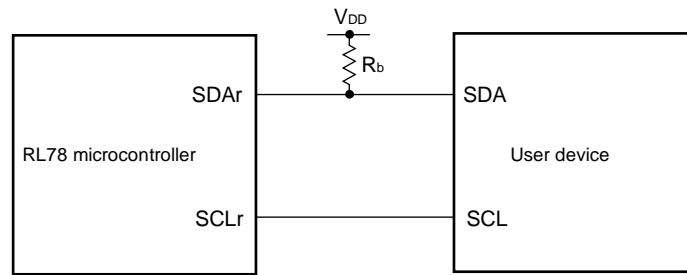 VDD
Rb
SDAr
SDA
RL78 microcontroller
User device
SCLr
SCL